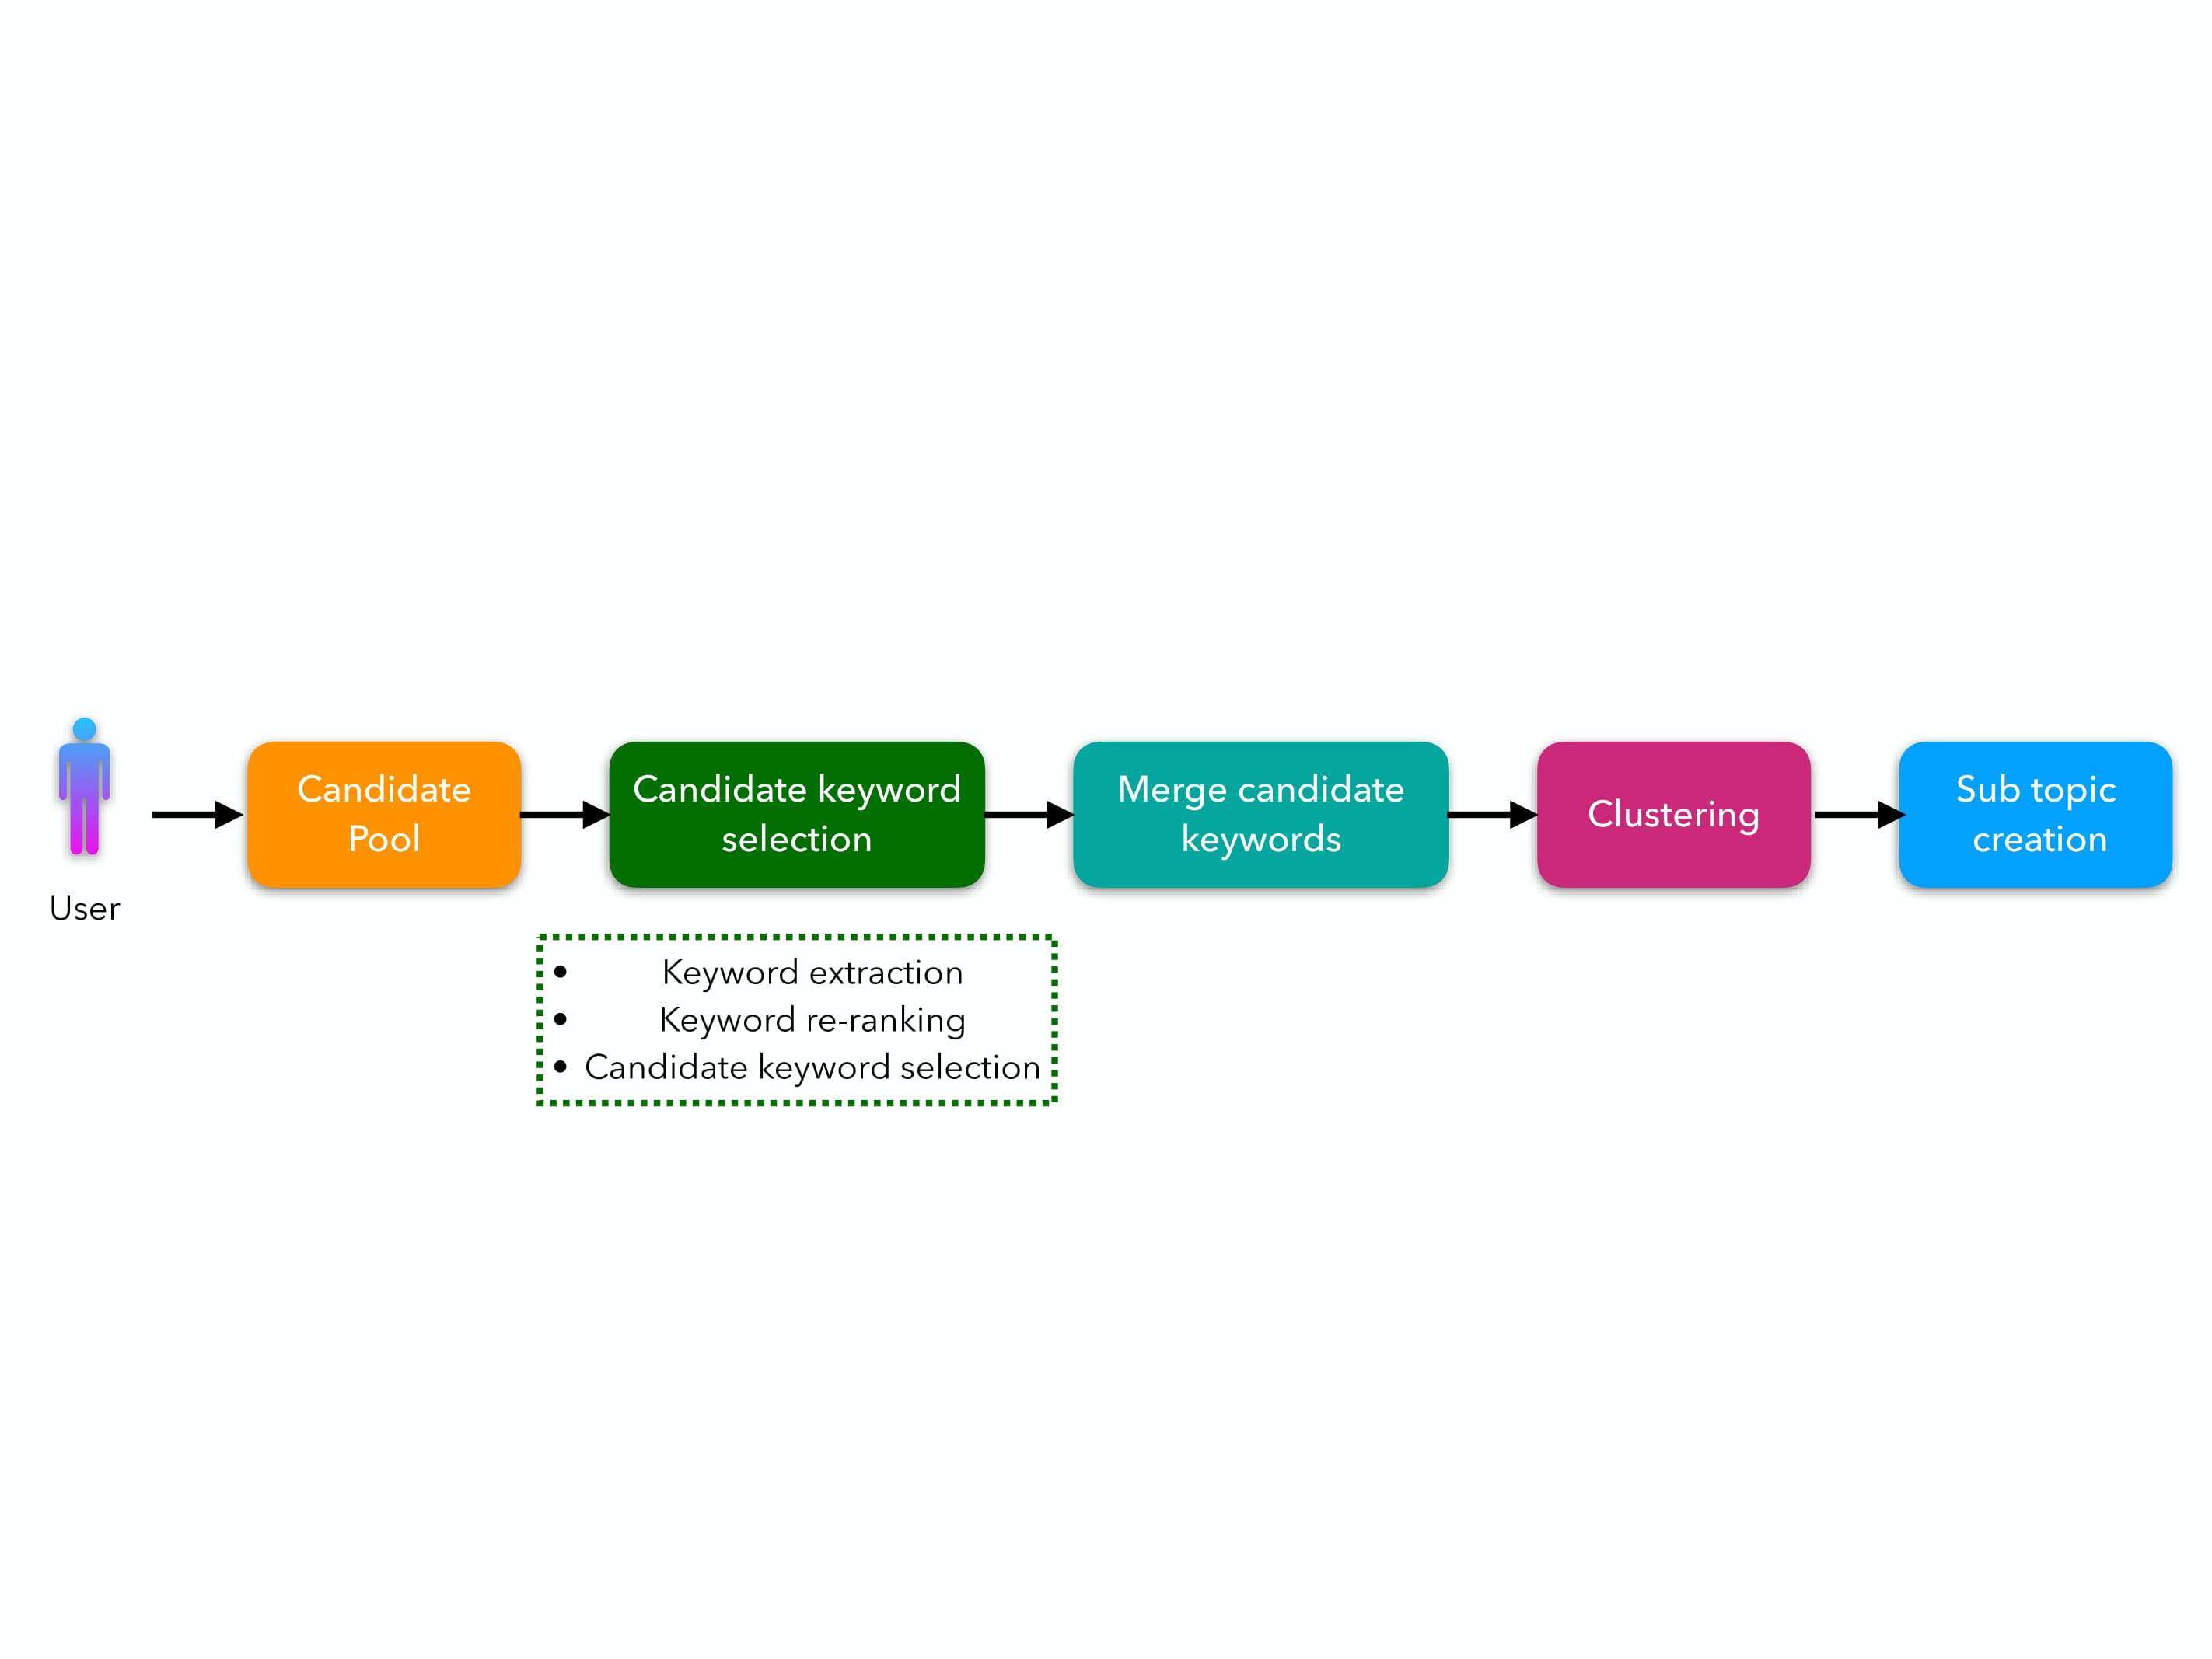 User
Candidate
Pool
Candidate keyword
selection
Merge candidate
keywords
Clustering
Sub topic
creation
• Keyword extraction
• Keyword re-ranking
• Candidate keyword selection